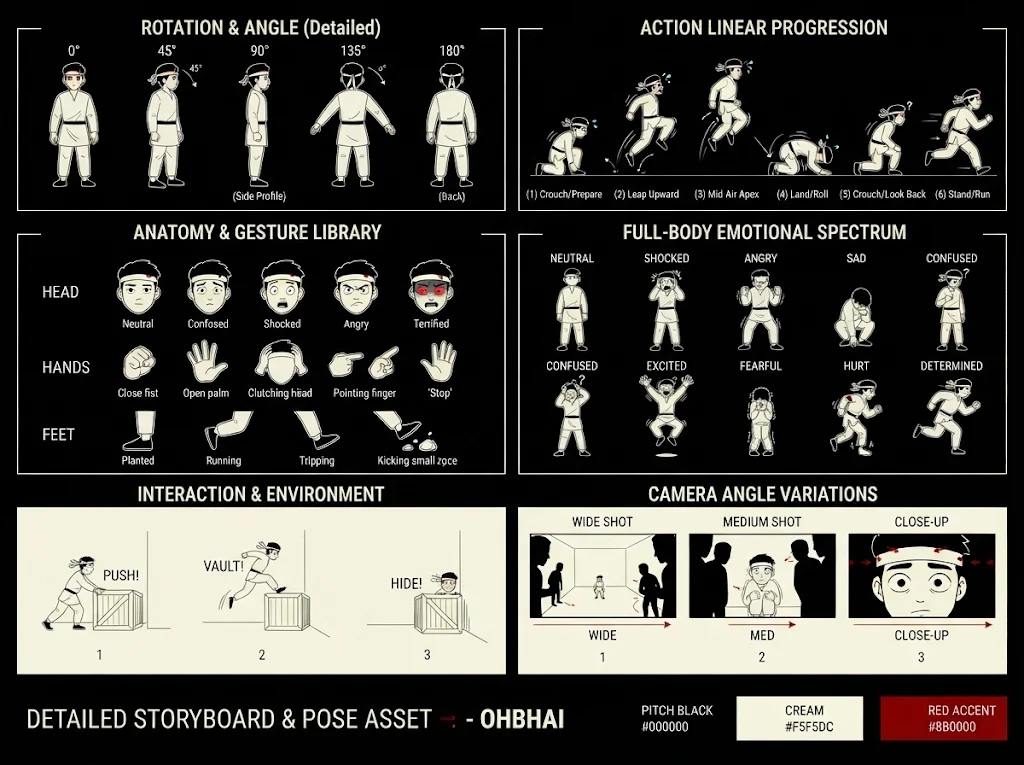 ROTATION & ANGLE (Detailed)
0° 45° 90° 135° 180°
45°
0°
(Side Profile) (Back)
ACTION LINEAR PROGRESSION
?
(1) Crouch/Prepare (2) Leap Upward (3) Mid Air Apex (4) Land/Roll (5) Crouch/Look Back (6) Stand/Run
ANATOMY & GESTURE LIBRARY
HEAD
Neutral Confosed Shocked Angry Terrified
HANDS
Close fist Open palm Clutching head Pointing finger 'Stop'
FEET
Planted Running Tripping Kicking small zpce
FULL-BODY EMOTIONAL SPECTRUM
NEUTRAL SHOCKED ANGRY SAD CONFUSED
?
CONFUSED EXCITED FEARFUL HURT DETERMINED
?
INTERACTION & ENVIRONMENT
PUSH! VAULT! HIDE!
1 2 3
CAMERA ANGLE VARIATIONS
WIDE SHOT MEDIUM SHOT CLOSE-UP
WIDE MED CLOSE-UP
1 2 3
DETAILED STORYBOARD & POSE ASSET - OHBHAI
PITCH BLACK
#000000
CREAM
#F5F5DC
RED ACCENT
#8B0000